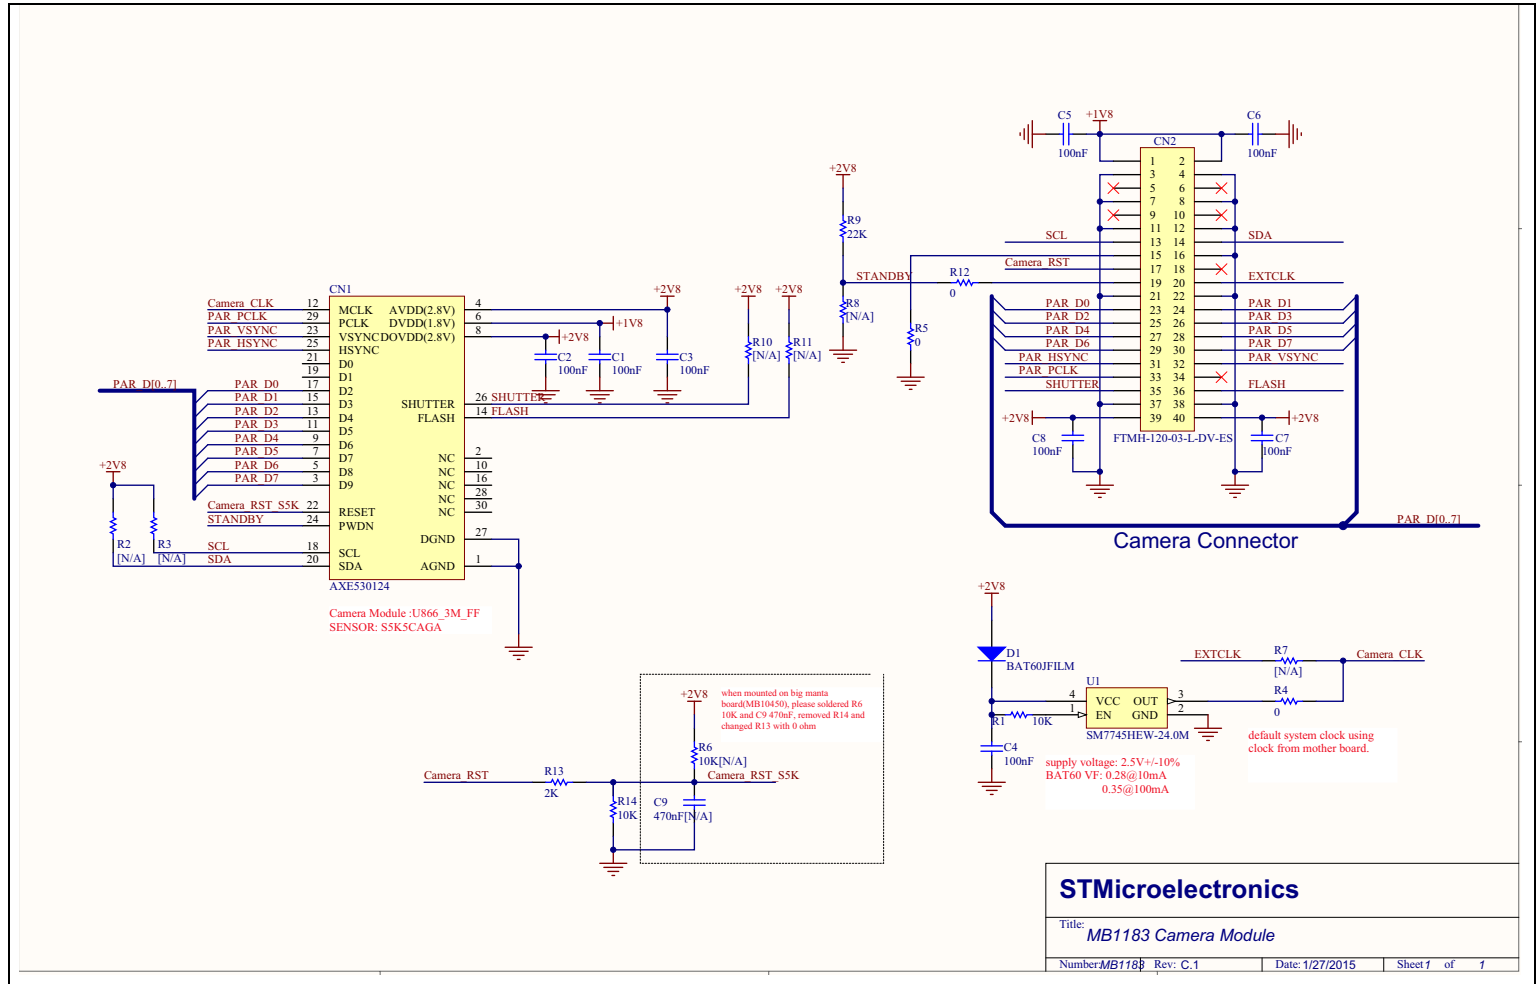 C5
+1V8
C6
100nF
CN2
100nF
1 2
3 4
5 6
7 8
9 10
11 12
13 14
15 16
17 18
19 20
21 22
23 24
25 26
27 28
29 30
31 32
33 34
35 36
37 38
39 40
FTMH-120-03-L-DV-ES
SCL
SDA
Camera_RST
EXTCLK
PAR_D0
PAR_D1
PAR_D2
PAR_D3
PAR_D4
PAR_D5
PAR_D6
PAR_D7
PAR_HSYNC
PAR_VSYNC
PAR_PCLK
SHUTTER
FLASH
+2V8
+2V8
C8
100nF
C7
100nF
PAR_D[0..7]
Camera Connector
+2V8
R9
22K
STANDBY
R12
0
R8
[N/A]
R5
0
CN1
Camera_CLK 12 MCLK
PAR_PCLK 29 PCLK
PAR_VSYNC 23 VSYNC
PAR_HSYNC 25 HSYNC
21 D0
19 D1
PAR_D0 17 D2
PAR_D1 15 D3
PAR_D2 13 D4
PAR_D3 11 D5
PAR_D4 9 D6
PAR_D5 7 D7
PAR_D6 5 D8
PAR_D7 3 D9
Camera_RST_S5K 22 RESET
STANDBY 24 PWDN
SCL 18 SCL
SDA 20 SDA
PAR_D[0..7]
+2V8
R2
[N/A]
R3
[N/A]
AVDD(2.8V) 4
DVDD(1.8V) 6
DOVDD(2.8V) 8
SHUTTER 26 SHUTTER
FLASH 14 FLASH
NC 2
NC 10
NC 16
NC 28
NC 30
DGND 27
AGND 1
AXE530124
+2V8
+1V8
+2V8
C2
100nF
C1
100nF
C3
100nF
+2V8
+2V8
R10
[N/A]
R11
[N/A]
Camera Module :U866_3M_FF
SENSOR: S5K5CAGA
+2V8
when mounted on big manta
board(MB10450), please soldered R6
10K and C9 470nF, removed R14 and
changed R13 with 0 ohm
R6
10K[N/A]
Camera_RST
R13
2K
Camera_RST_S5K
R14
10K
C9
470nF[N/A]
+2V8
D1
BAT60JFILM
U1
4 VCC OUT 3
1 EN GND 2
SM7745HEW-24.0M
R1
10K
C4
100nF
supply voltage: 2.5V+/-10%
BAT60 VF: 0.28@10mA
0.35@100mA
EXTCLK
R7
[N/A]
Camera_CLK
R4
0
default system clock using
clock from mother board.
STMicroelectronics
Title:
MB1183 Camera Module
Number:MB1183 Rev: C.1 Date: 1/27/2015 Sheet 1 of 1